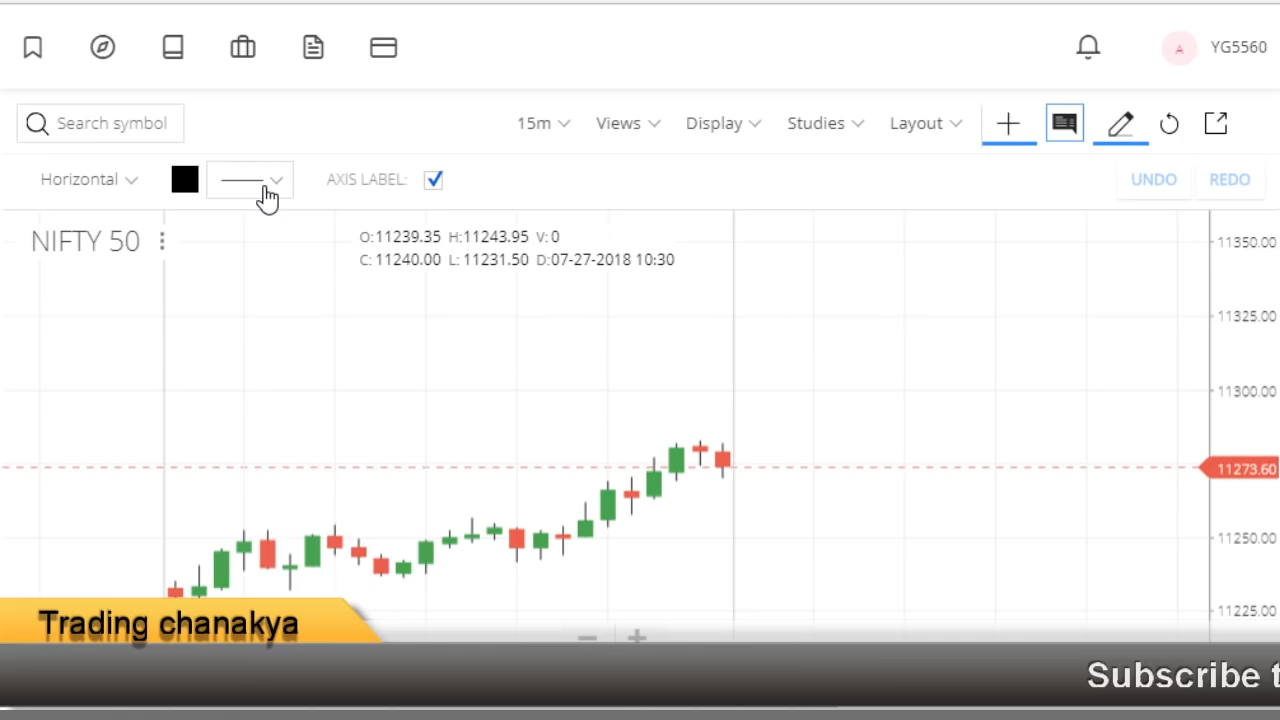 A YG5560
Search symbol 15m Views Display Studies Layout
Horizontal AXIS LABEL: UNDO REDO
NIFTY 50
O:11239.35 H:11243.95 V:0
C:11240.00 L:11231.50 D:07-27-2018 10:30
11350.00
11325.00
11300.00
11273.60
11250.00
11225.00
Trading chanakya
Subscribe t